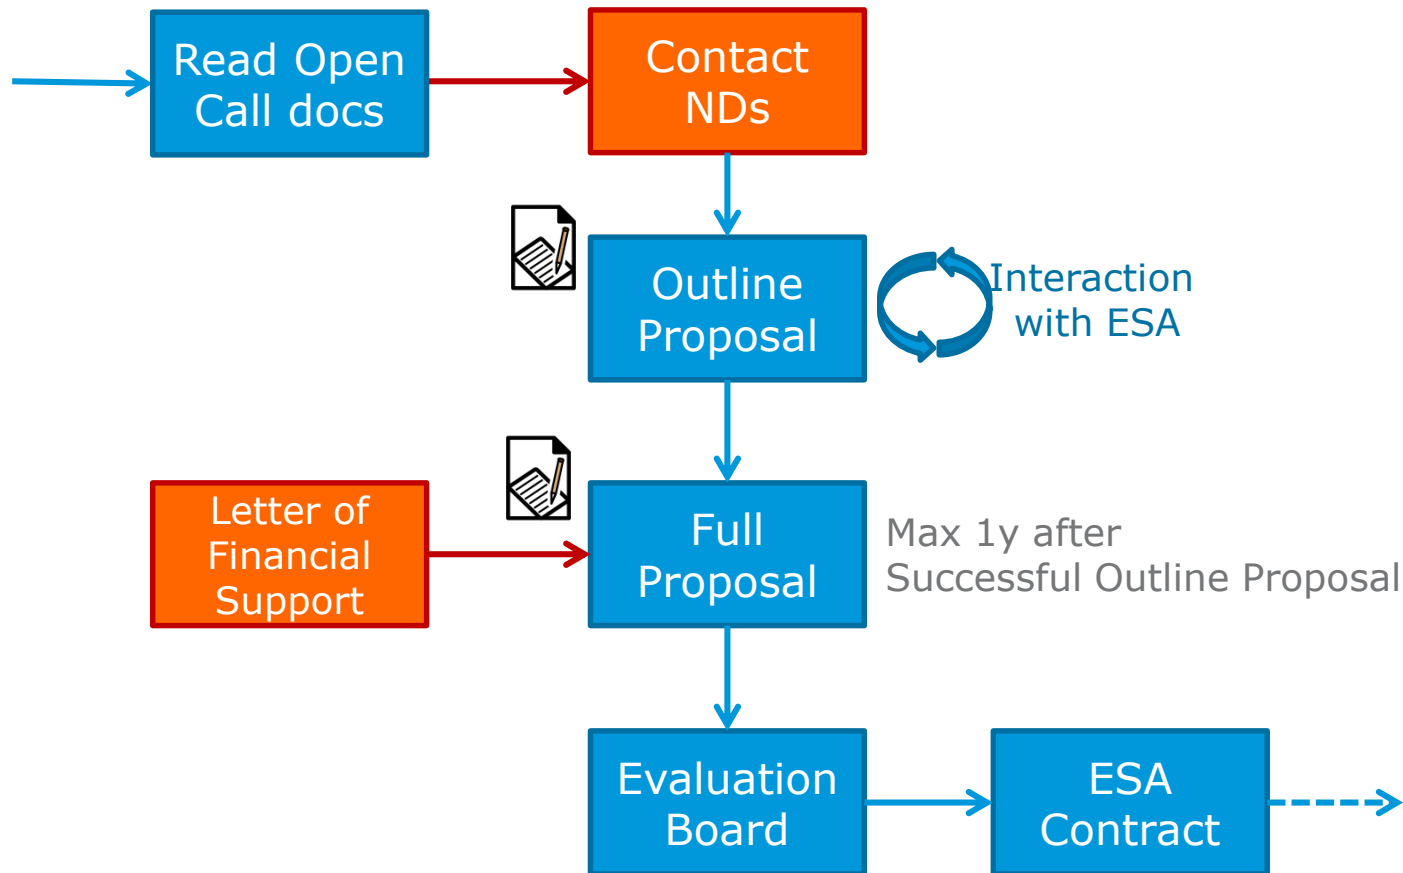 Read Open
Call docs
Contact
NDs
Outline
Proposal
Interaction
with ESA
Letter of
Financial
Support
Full
Proposal
Max 1y after
Successful Outline Proposal
Evaluation
Board
ESA
Contract